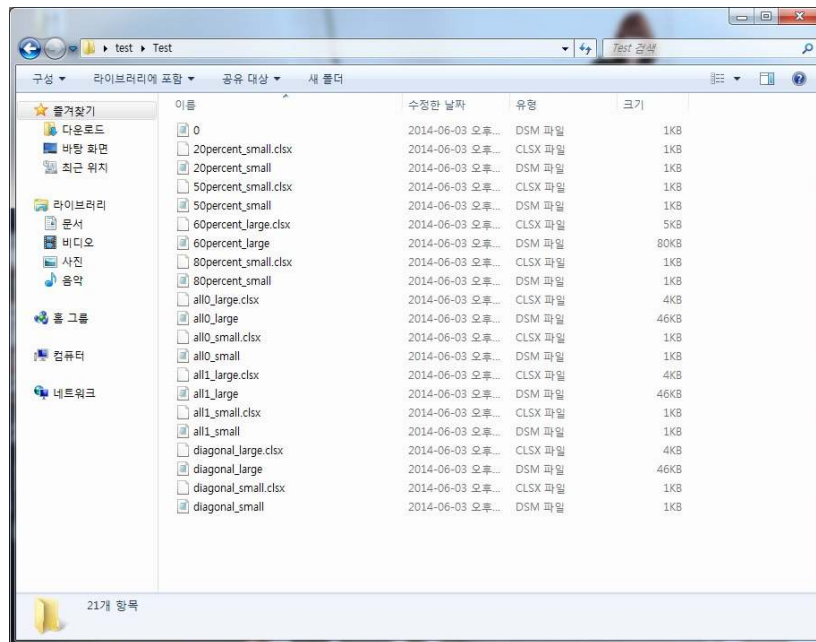 test ▸ Test
Test 검색
구성 라이브러리에 포함 공유 대상 새 폴더
즐겨찾기
다운로드
바탕 화면
최근 위치
라이브러리
문서
비디오
사진
음악
홈 그룹
컴퓨터
네트워크
이름 수정한 날짜 유형 크기
0 2014-06-03 오후... DSM 파일 1KB
20percent_small.clsx 2014-06-03 오후... CLSX 파일 1KB
20percent_small 2014-06-03 오후... DSM 파일 1KB
50percent_small.clsx 2014-06-03 오후... CLSX 파일 1KB
50percent_small 2014-06-03 오후... DSM 파일 1KB
60percent_large.clsx 2014-06-03 오후... CLSX 파일 5KB
60percent_large 2014-06-03 오후... DSM 파일 80KB
80percent_small.clsx 2014-06-03 오후... CLSX 파일 1KB
80percent_small 2014-06-03 오후... DSM 파일 1KB
all0_large.clsx 2014-06-03 오후... CLSX 파일 4KB
all0_large 2014-06-03 오후... DSM 파일 46KB
all0_small.clsx 2014-06-03 오후... CLSX 파일 1KB
all0_small 2014-06-03 오후... DSM 파일 1KB
all1_large.clsx 2014-06-03 오후... CLSX 파일 4KB
all1_large 2014-06-03 오후... DSM 파일 46KB
all1_small.clsx 2014-06-03 오후... CLSX 파일 1KB
all1_small 2014-06-03 오후... DSM 파일 1KB
diagonal_large.clsx 2014-06-03 오후... CLSX 파일 4KB
diagonal_large 2014-06-03 오후... DSM 파일 46KB
diagonal_small.clsx 2014-06-03 오후... CLSX 파일 1KB
diagonal_small 2014-06-03 오후... DSM 파일 1KB
21개 항목